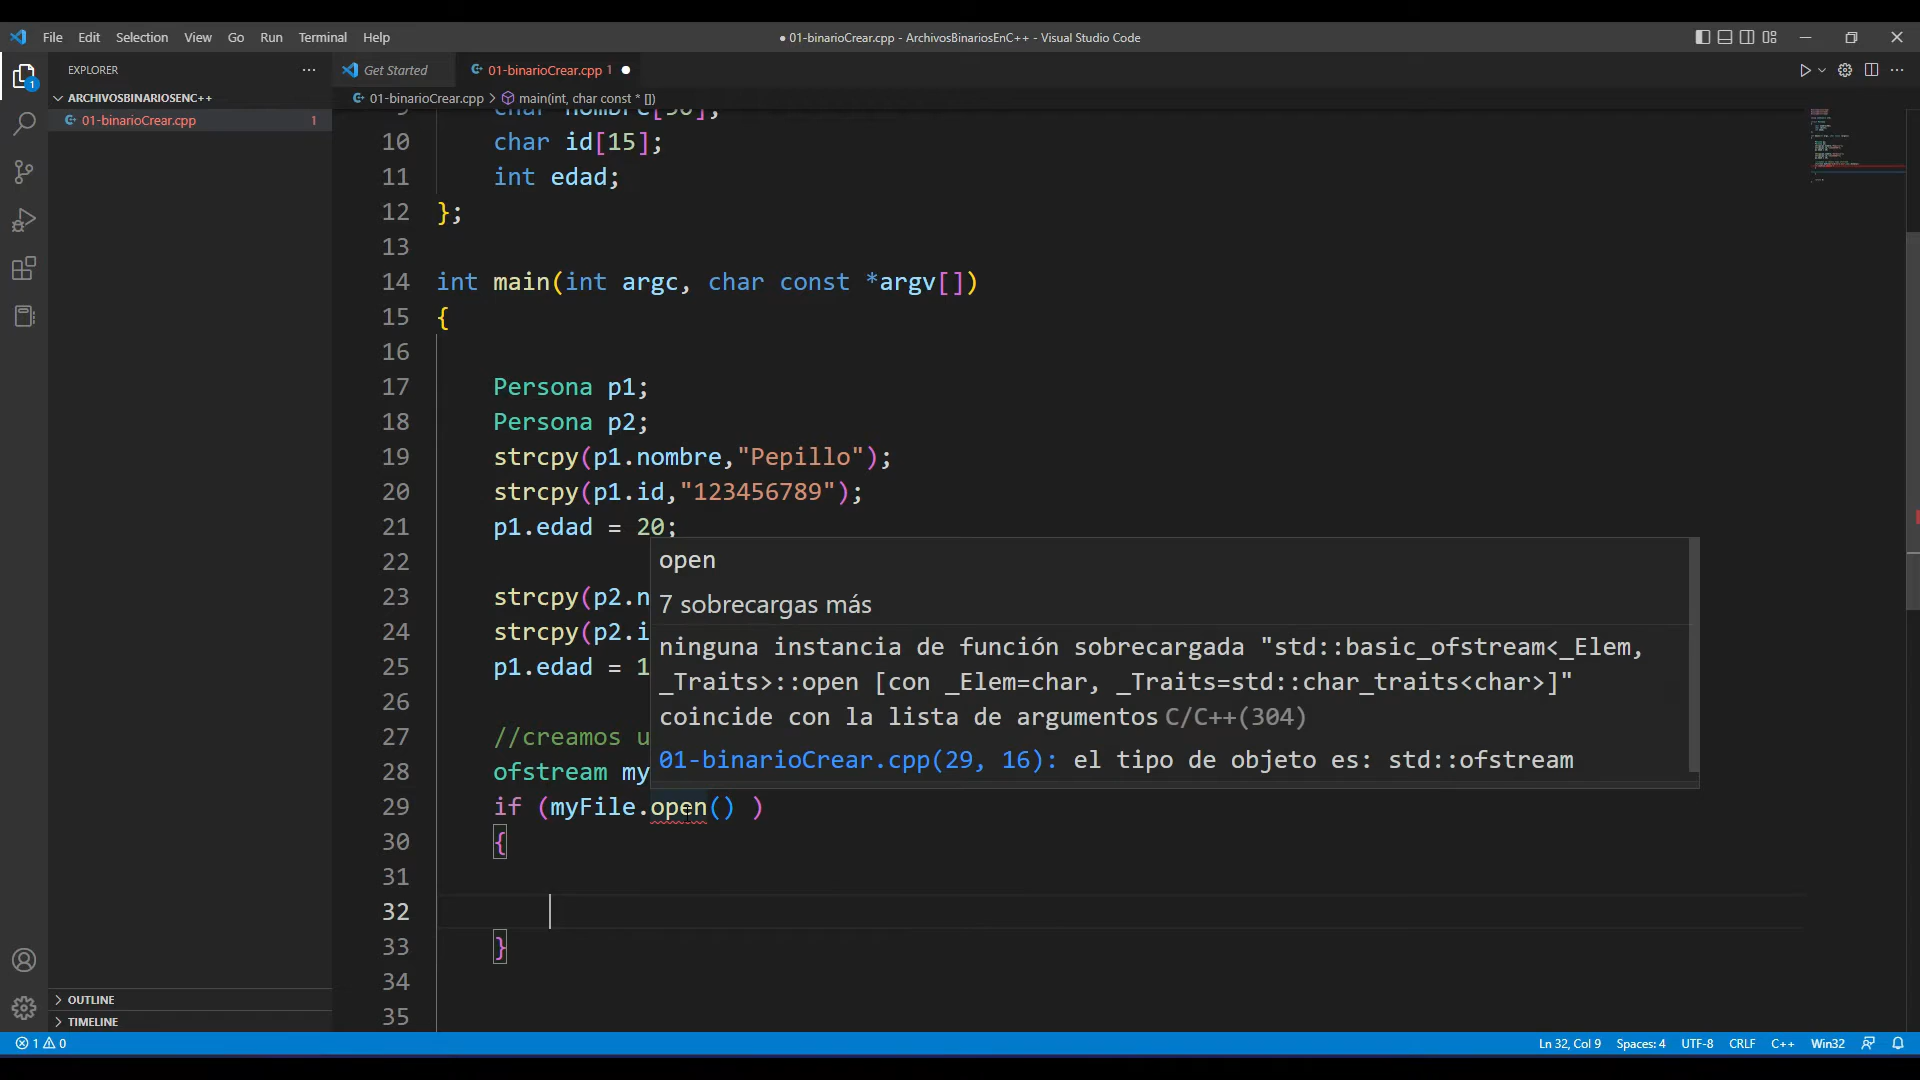 File Edit Selection View Go Run Terminal Help
● 01-binarioCrear.cpp - ArchivosBinariosEnC++ - Visual Studio Code
EXPLORER
Get Started
01-binarioCrear.cpp 1
ARCHIVOSBINARIOSENC++
01-binarioCrear.cpp > main(int, char const * [])
01-binarioCrear.cpp 1
10 char id[15];
11 int edad;
12 };
13
14 int main(int argc, char const *argv[])
15 {
16
17 Persona p1;
18 Persona p2;
19 strcpy(p1.nombre,"Pepillo");
20 strcpy(p1.id,"123456789");
21 p1.edad = 20;
22
23 strcpy(p2.n
24 strcpy(p2.i
25 p1.edad = 1
26
27 //creamos u
28 ofstream my
29 if (myFile.open() )
30 {
31
32
33 }
34
35
open
7 sobrecargas más
ninguna instancia de función sobrecargada "std::basic_ofstream<_Elem,
_Traits>::open [con _Elem=char, _Traits=std::char_traits<char>]"
coincide con la lista de argumentos C/C++(304)
01-binarioCrear.cpp(29, 16): el tipo de objeto es: std::ofstream
OUTLINE
TIMELINE
1 0
Ln 32, Col 9 Spaces: 4 UTF-8 CRLF C++ Win32